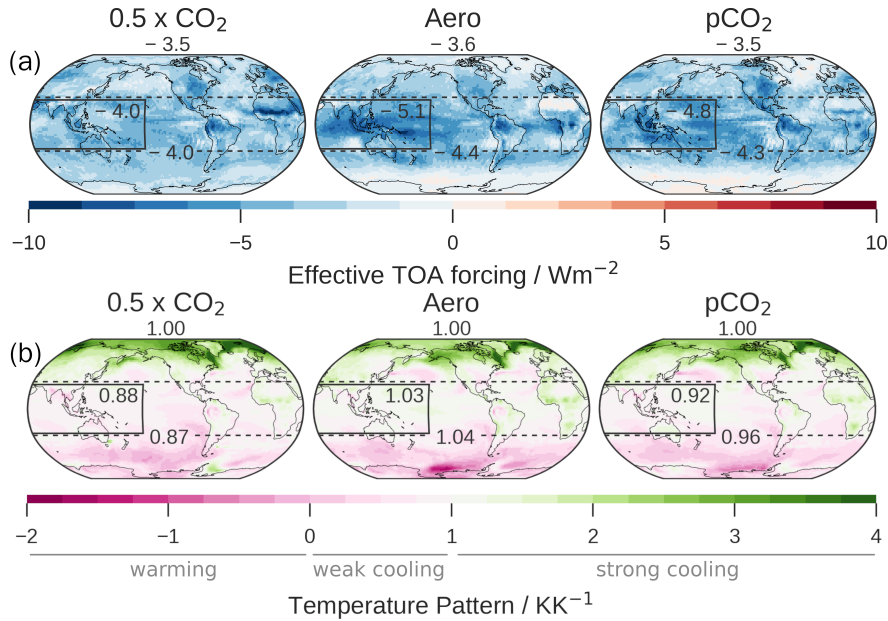 0.5 x CO₂ Aero pCO₂
− 3.5 − 3.6 − 3.5
(a)
− 4.0 − 5.1 − 4.8
− 4.0 − 4.4 − 4.3
−10 −5 0 5 10
Effective TOA forcing / Wm⁻²
0.5 x CO₂ Aero pCO₂
1.00 1.00 1.00
(b)
0.88 1.03 0.92
0.87 1.04 0.96
−2 −1 0 1 2 3 4
warming weak cooling strong cooling
Temperature Pattern / KK⁻¹